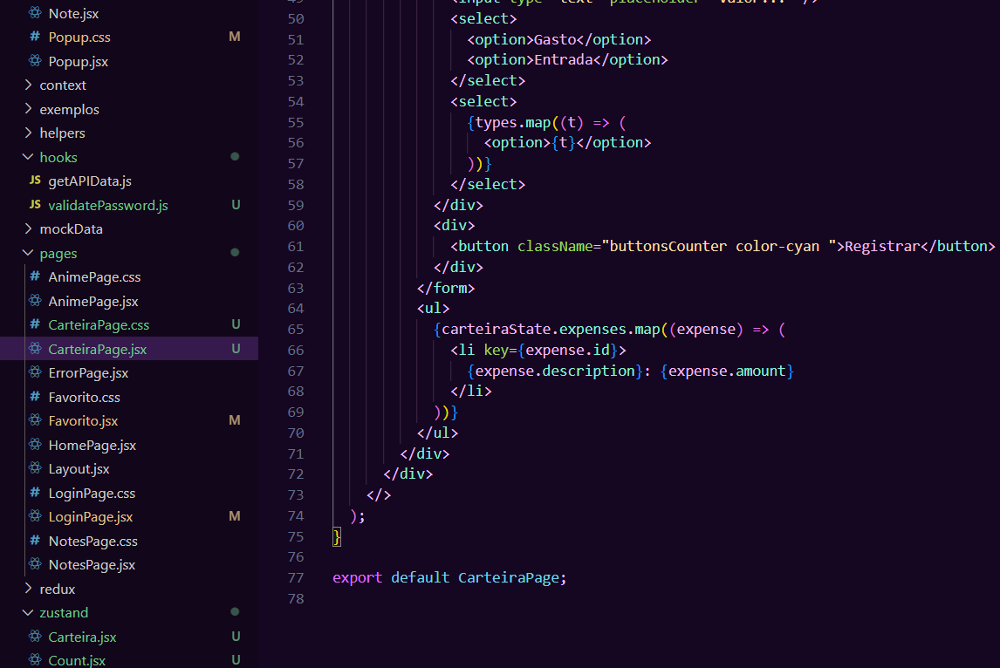 Note.jsx
# Popup.css M
Popup.jsx
context
exemplos
helpers
hooks
JS getAPIData.js
JS validatePassword.js U
mockData
pages
# AnimePage.css
AnimePage.jsx
# CarteiraPage.css U
CarteiraPage.jsx U
ErrorPage.jsx
# Favorito.css
Favorito.jsx M
HomePage.jsx
Layout.jsx
# LoginPage.css
LoginPage.jsx M
# NotesPage.css
NotesPage.jsx
redux
zustand
Carteira.jsx U
Count.jsx U
50 <select>
51 <option>Gasto</option>
52 <option>Entrada</option>
53 </select>
54 <select>
55 {types.map((t) => (
56 <option>{t}</option>
57 ))}
58 </select>
59 </div>
60 <div>
61 <button className="buttonsCounter color-cyan ">Registrar</button>
62 </div>
63 </form>
64 <ul>
65 {carteiraState.expenses.map((expense) => (
66 <li key={expense.id}>
67 {expense.description}: {expense.amount}
68 </li>
69 ))}
70 </ul>
71 </div>
72 </div>
73 </>
74 );
75 }
76
77 export default CarteiraPage;
78